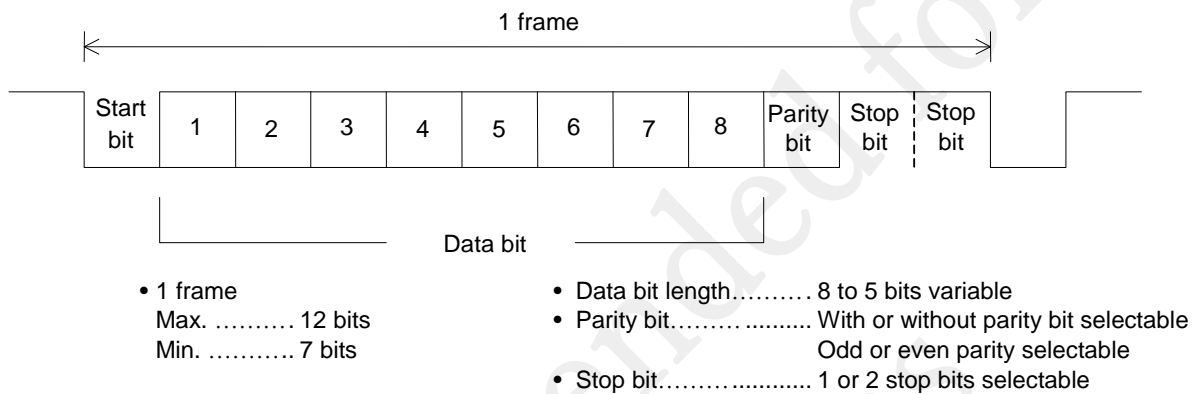 1 frame
Start bit 1 2 3 4 5 6 7 8 Parity bit Stop bit Stop bit
Data bit
• 1 frame
Max. .......... 12 bits
Min. ........... 7 bits
• Data bit length.......... 8 to 5 bits variable
• Parity bit......... .......... With or without parity bit selectable
Odd or even parity selectable
• Stop bit..................... 1 or 2 stop bits selectable
ended for